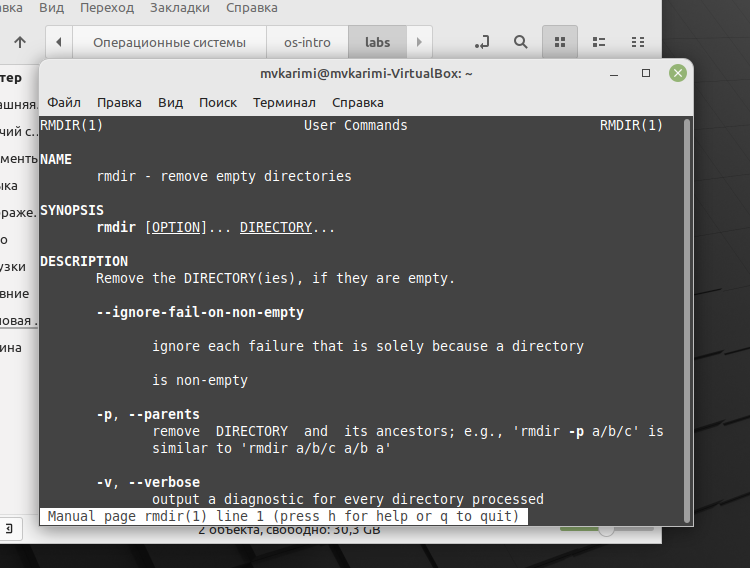 Вид Переход Закладки Справка
Операционные системы os-intro labs
mvkarimi@mvkarimi-VirtualBox: ~
Файл Правка Вид Поиск Терминал Справка
RMDIR(1) User Commands RMDIR(1)
NAME
rmdir - remove empty directories
SYNOPSIS
rmdir [OPTION]... DIRECTORY...
DESCRIPTION
Remove the DIRECTORY(ies), if they are empty.
--ignore-fail-on-non-empty
ignore each failure that is solely because a directory
is non-empty
-p, --parents
remove DIRECTORY and its ancestors; e.g., 'rmdir -p a/b/c' is
similar to 'rmdir a/b/c a/b a'
-v, --verbose
output a diagnostic for every directory processed
Manual page rmdir(1) line 1 (press h for help or q to quit)
2 объекта, свободно: 30,3 GB